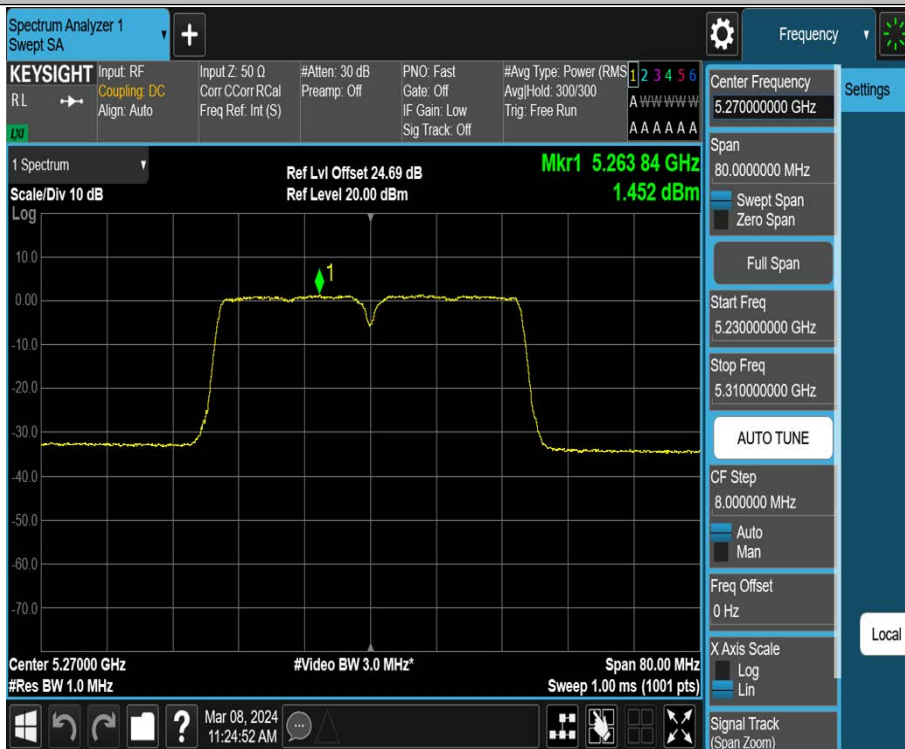 Spectrum Analyzer 1
Swept SA
+
Frequency
KEYSIGHT
RL
LXI
Input: RF
Coupling: DC
Align: Auto
Input Z: 50 Ω
Corr CCorr RCal
Freq Ref: Int (S)
#Atten: 30 dB
Preamp: Off
PNO: Fast
Gate: Off
IF Gain: Low
Sig Track: Off
#Avg Type: Power (RMS
Avg|Hold: 300/300
Trig: Free Run
1 2 3 4 5 6
A W W W W W
A A A A A A
1 Spectrum
Scale/Div 10 dB
Ref Lvl Offset 24.69 dB
Ref Level 20.00 dBm
Mkr1 5.263 84 GHz
1.452 dBm
Log
10.0
0.00
-10.0
-20.0
-30.0
-40.0
-50.0
-60.0
-70.0
1
Center 5.27000 GHz
#Res BW 1.0 MHz
#Video BW 3.0 MHz*
Span 80.00 MHz
Sweep 1.00 ms (1001 pts)
Center Frequency
5.270000000 GHz
Span
80.0000000 MHz
Swept Span
Zero Span
Full Span
Start Freq
5.230000000 GHz
Stop Freq
5.310000000 GHz
AUTO TUNE
CF Step
8.000000 MHz
Auto
Man
Freq Offset
0 Hz
X Axis Scale
Log
Lin
Signal Track
(Span Zoom)
Settings
Local
?
Mar 08, 2024
11:24:52 AM